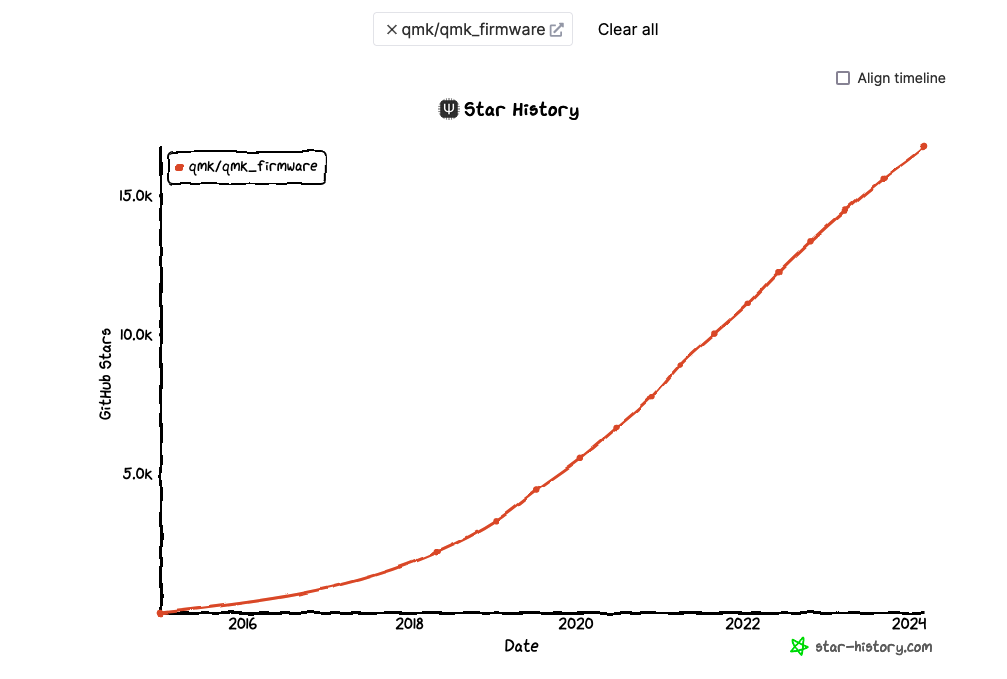 × qmk/qmk_firmware
Clear all
Align timeline
Star History
qmk/qmk_firmware
15.0k
10.0k
5.0k
GitHub Stars
2016 2018 2020 2022 2024
Date
star-history.com